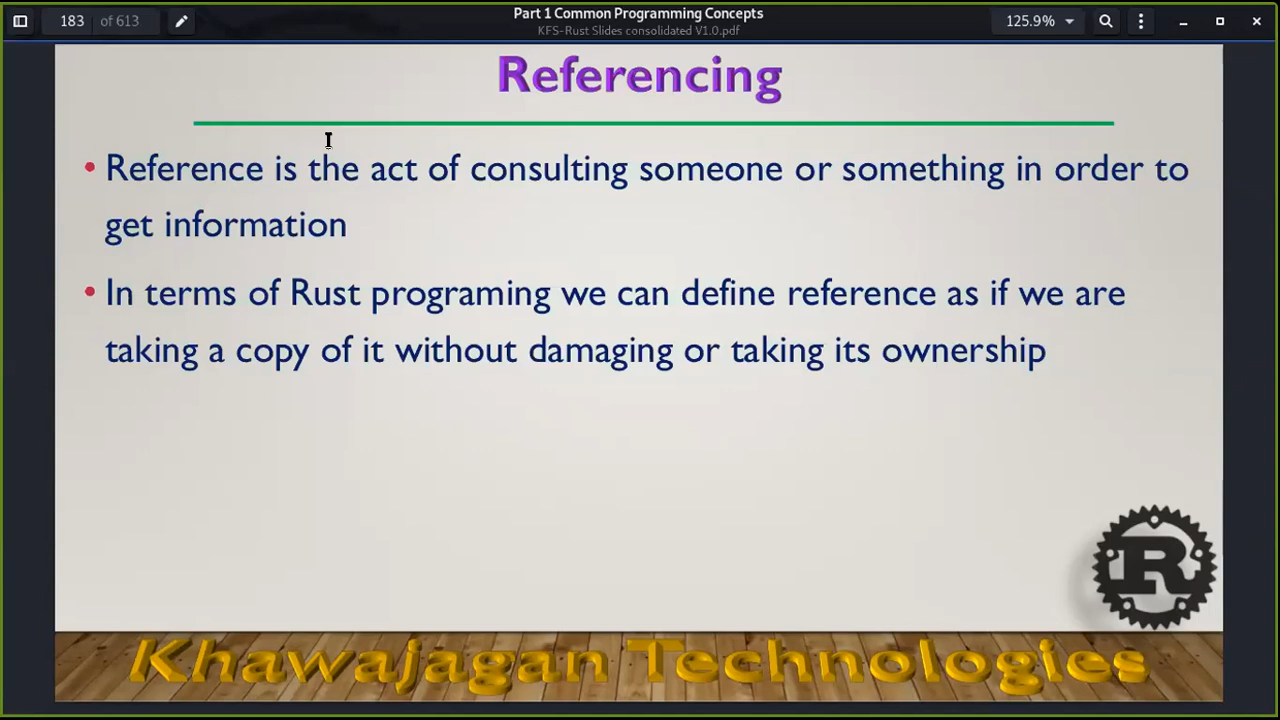 183 of 613
Part 1 Common Programming Concepts
KFS-Rust Slides consolidated V1.0.pdf
125.9%
Referencing
• Reference is the act of consulting someone or something in order to
get information
• In terms of Rust programing we can define reference as if we are
taking a copy of it without damaging or taking its ownership
R
Khawajagan Technologies